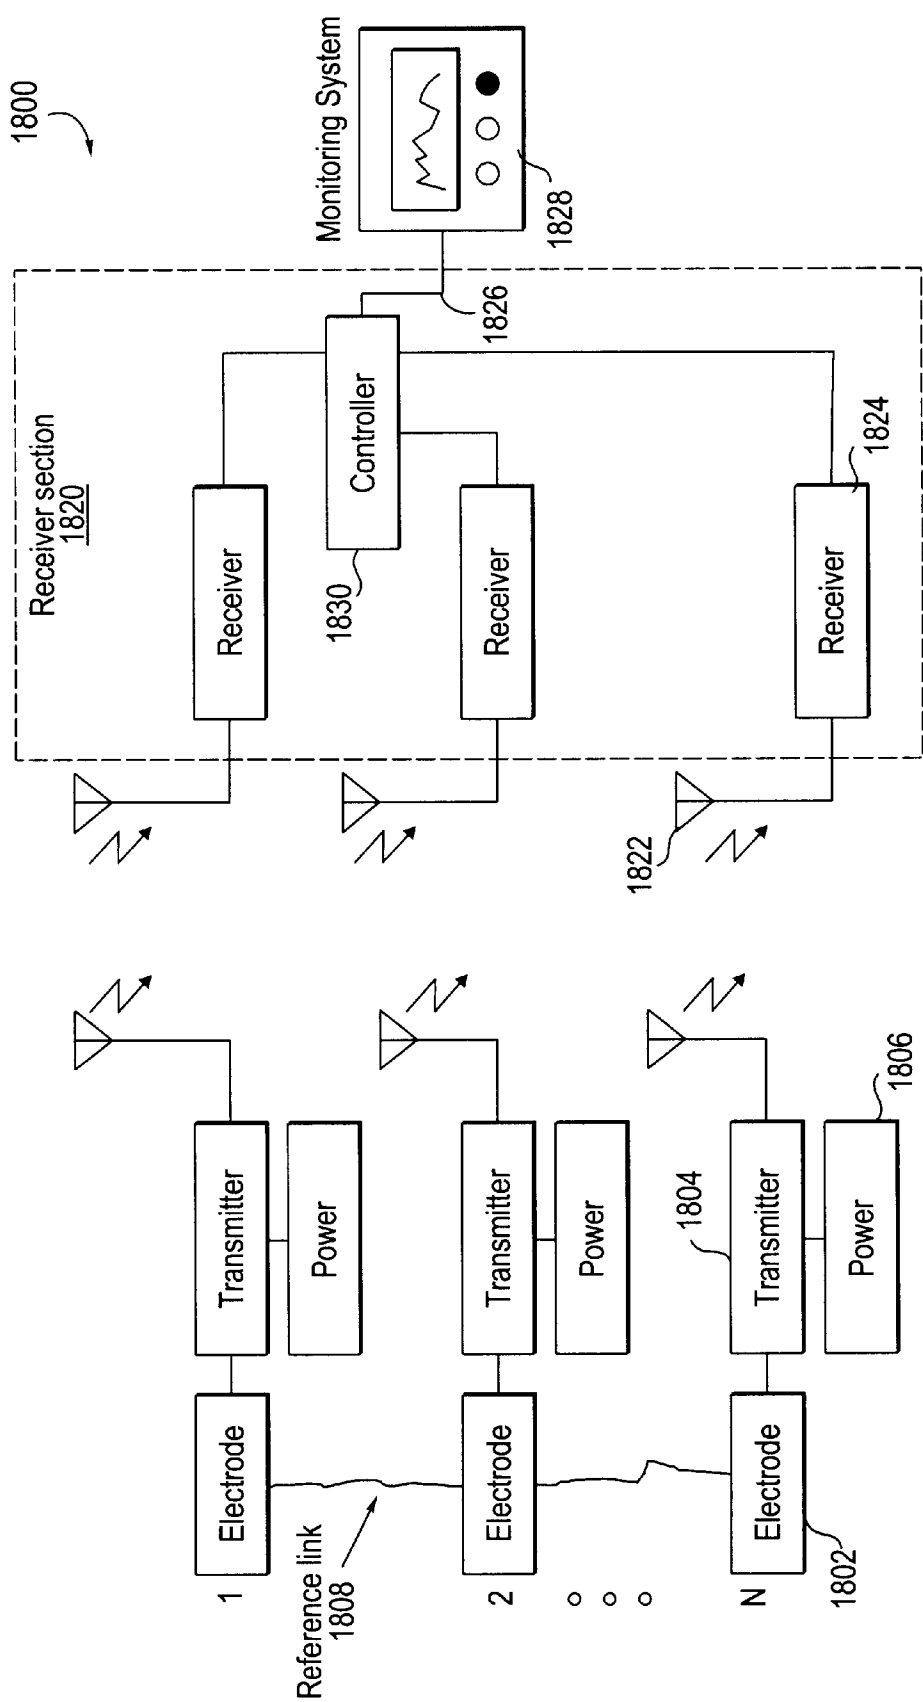 1800
Receiver section
1820
Monitoring System
1
Electrode
Transmitter
Power
Receiver
Controller
1830
1826
1828
Reference link
1808
2
Electrode
Transmitter
Power
Receiver
N
Electrode
1802
Transmitter
1804
Power
1806
1822
Receiver
1824